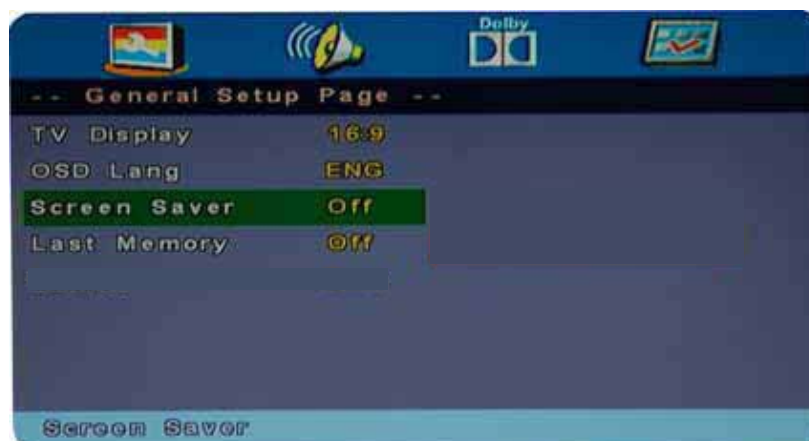 Dolby
-- General Setup Page --
TV Display 16:9
OSD Lang ENG
Screen Saver Off
Last Memory Off
Screen Saver